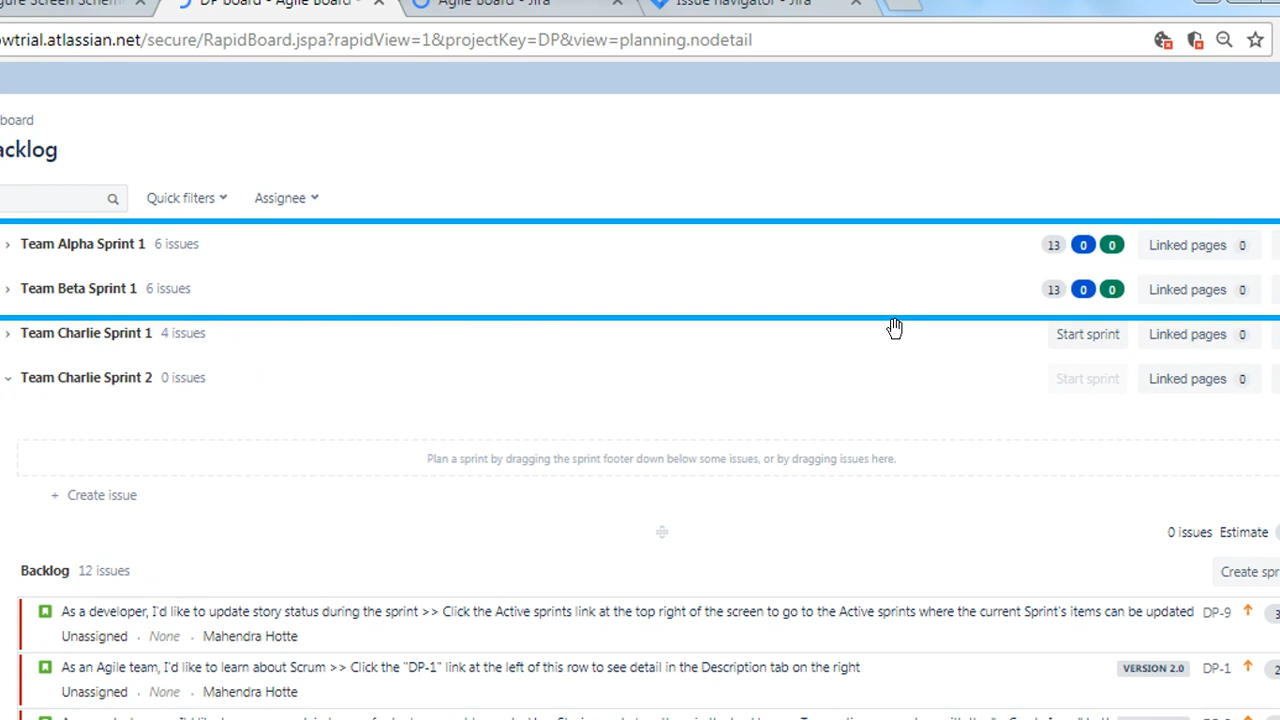 DP board - Agile Board -
Agile Board - Jira
Issue navigator - Jira
owtrial.atlassian.net/secure/RapidBoard.jspa?rapidView=1&projectKey=DP&view=planning.nodetail
board
acklog
Quick filters Assignee
Team Alpha Sprint 1 6 issues 13 0 0 Linked pages 0
Team Beta Sprint 1 6 issues 13 0 0 Linked pages 0
Team Charlie Sprint 1 4 issues Start sprint Linked pages 0
Team Charlie Sprint 2 0 issues Start sprint Linked pages 0
Plan a sprint by dragging the sprint footer down below some issues, or by dragging issues here.
+ Create issue
0 issues Estimate
Backlog 12 issues Create spr
As a developer, I'd like to update story status during the sprint >> Click the Active sprints link at the top right of the screen to go to the Active sprints where the current Sprint's items can be updated DP-9 3
Unassigned . None . Mahendra Hotte
As an Agile team, I'd like to learn about Scrum >> Click the "DP-1" link at the left of this row to see detail in the Description tab on the right VERSION 2.0 DP-1 2
Unassigned . None . Mahendra Hotte